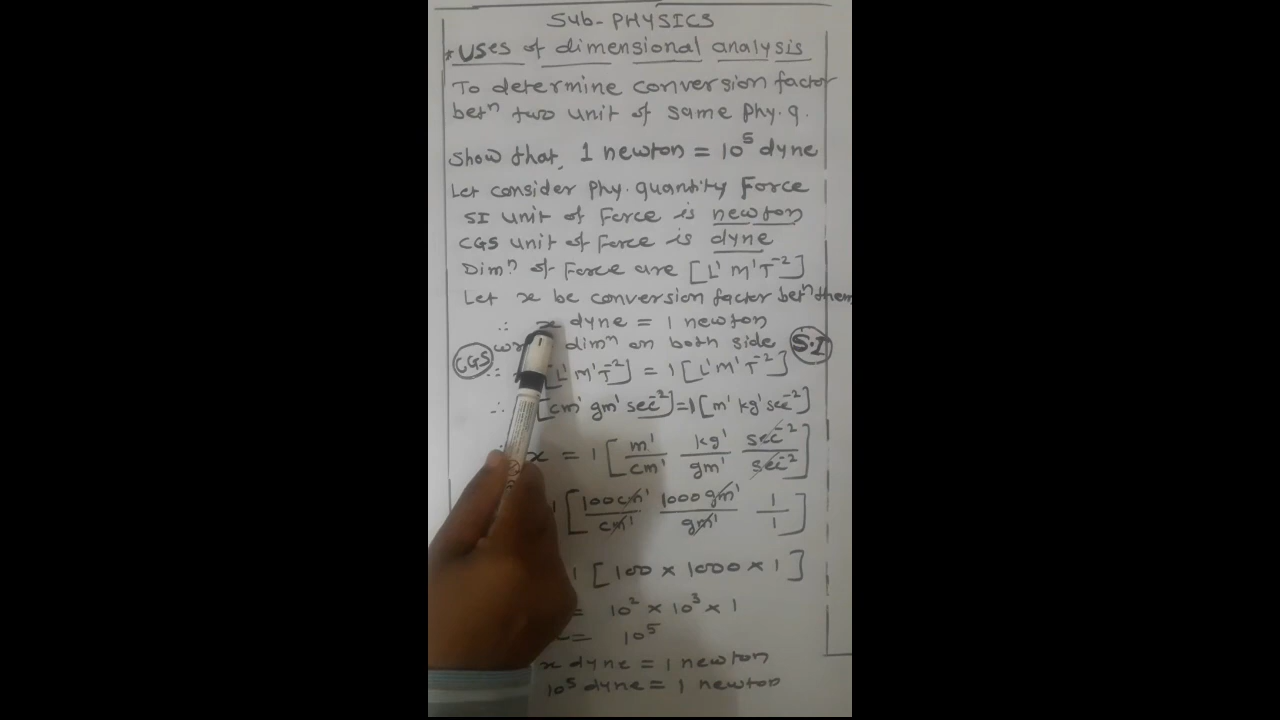 Sub- PHYSICS
* Uses of dimensional analysis
To determine conversion factor
betⁿ two unit of same Phy. q.
Show that, 1 newton = 10⁵ dyne
Let consider Phy. quantity Force
SI unit of Force is newton
CGS unit of Force is dyne
Dimⁿ of Force are [L¹ M¹ T⁻²]
Let x be conversion factor betⁿ them
∴ x dyne = 1 newton
dimⁿ on both side
CGS S.I
∴ [L¹ M¹ T⁻²] = 1 [L¹ M¹ T⁻²]
∴ [cm¹ gm¹ sec⁻²] = 1 [m¹ kg¹ sec⁻²]
x = 1 [m¹/cm¹ kg¹/gm¹ sec⁻²/sec⁻²]
1 [100 cm¹/cm¹ 1000 gm¹/gm¹ 1/1]
1 [100 × 1000 × 1]
= 10² × 10³ × 1
= 10⁵
x dyne = 1 newton
10⁵ dyne = 1 newton